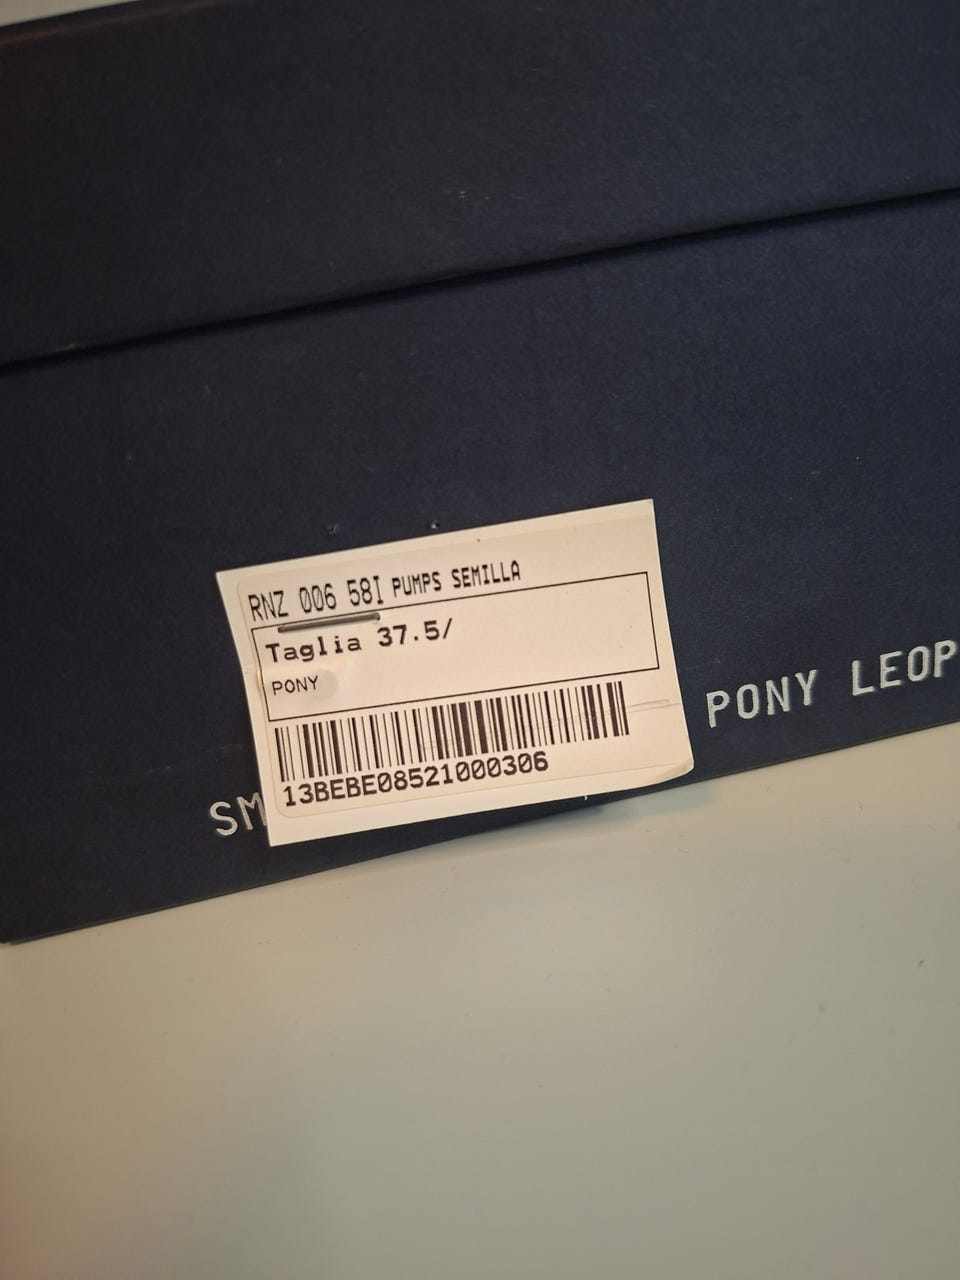 RNZ 006 58I PUMPS SEMILLA
Taglia 37.5/
PONY
13BEBE08521000306
SM
PONY LEOP